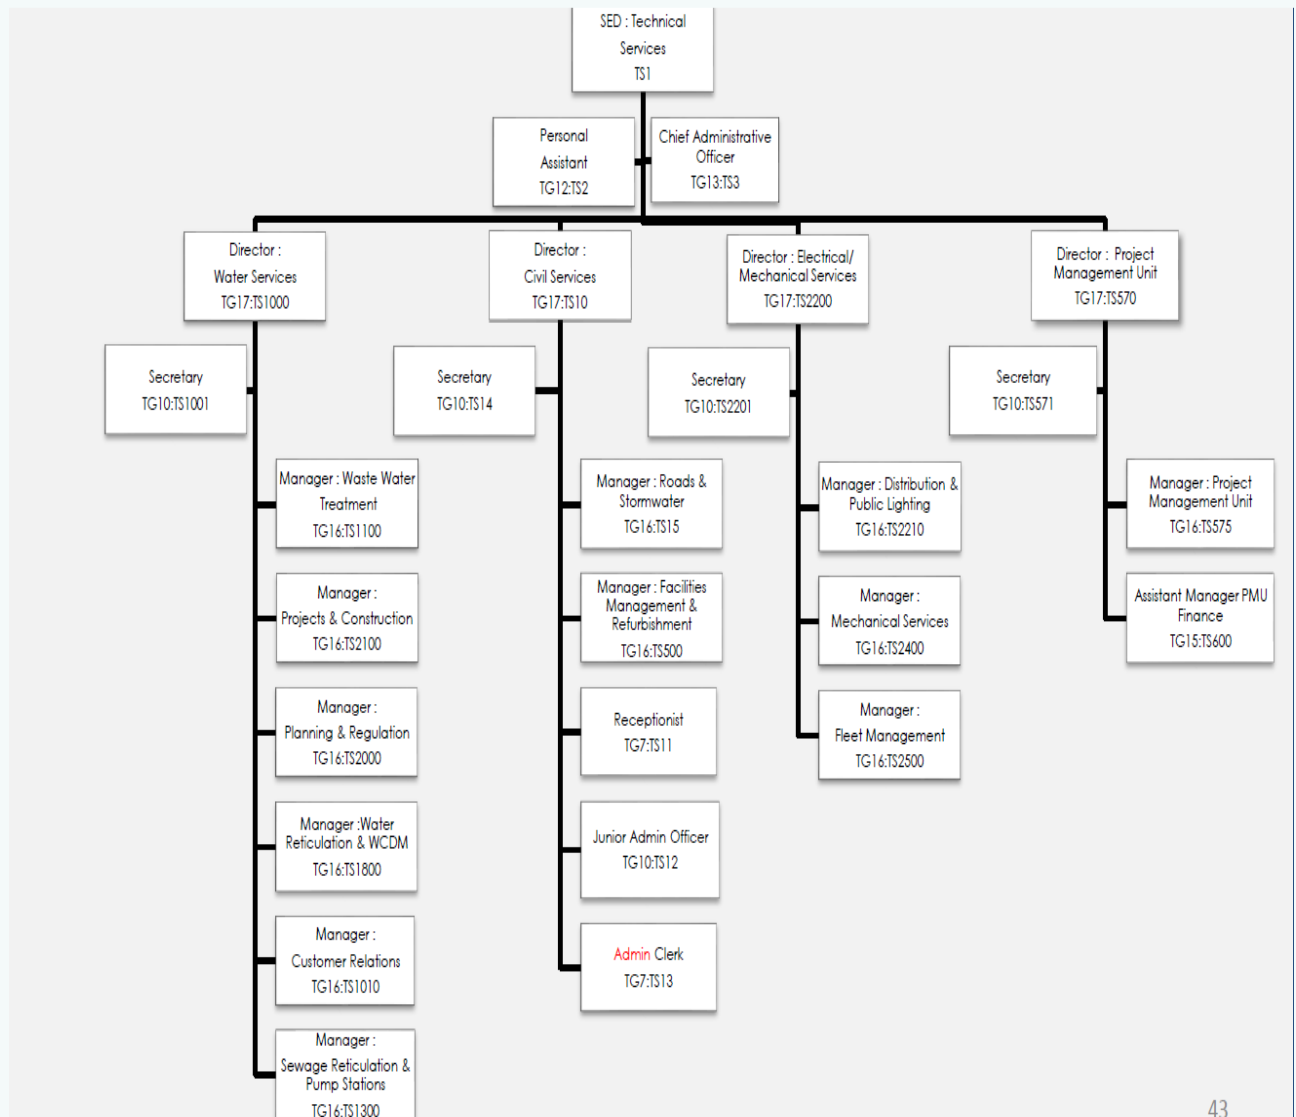 SED : Technical
Services
TS1
Personal
Assistant
TG12:TS2
Chief Administrative
Officer
TG13:TS3
Director :
Water Services
TG17:TS1000
Director :
Civil Services
TG17:TS10
Director : Electrical/
Mechanical Services
TG17:TS2200
Director : Project
Management Unit
TG17:TS570
Secretary
TG10:TS1001
Secretary
TG10:TS14
Secretary
TG10:TS2201
Secretary
TG10:TS571
Manager : Waste Water
Treatment
TG16:TS1100
Manager :
Projects & Construction
TG16:TS2100
Manager :
Planning & Regulation
TG16:TS2000
Manager :Water
Reticulation & WCDM
TG16:TS1800
Manager :
Customer Relations
TG16:TS1010
Manager :
Sewage Reticulation &
Pump Stations
TG16:TS1300
Manager : Roads &
Stormwater
TG16:TS15
Manager : Facilities
Management &
Refurbishment
TG16:TS500
Receptionist
TG7:TS11
Junior Admin Officer
TG10:TS12
Admin Clerk
TG7:TS13
Manager : Distribution &
Public Lighting
TG16:TS2210
Manager :
Mechanical Services
TG16:TS2400
Manager :
Fleet Management
TG16:TS2500
Manager : Project
Management Unit
TG16:TS575
Assistant Manager PMU
Finance
TG15:TS600
43